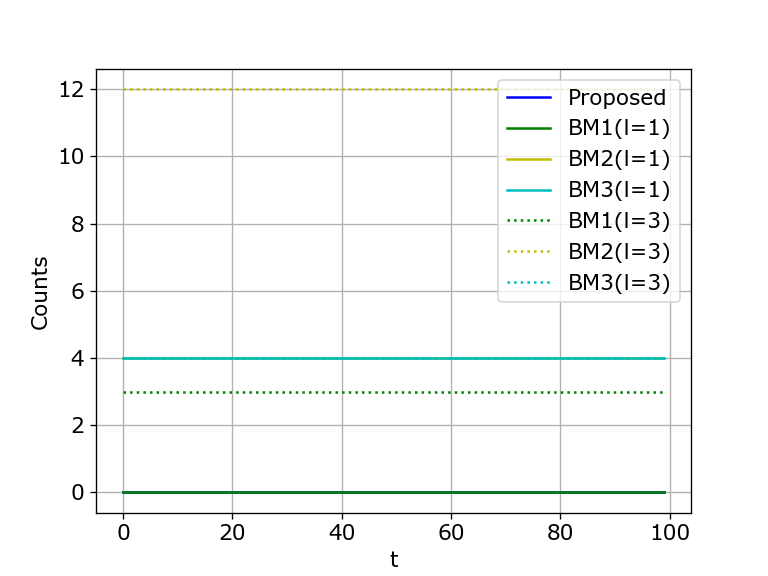 12
10
8
6
4
2
0
Counts
0 20 40 60 80 100
t
Proposed
BM1(l=1)
BM2(l=1)
BM3(l=1)
BM1(l=3)
BM2(l=3)
BM3(l=3)